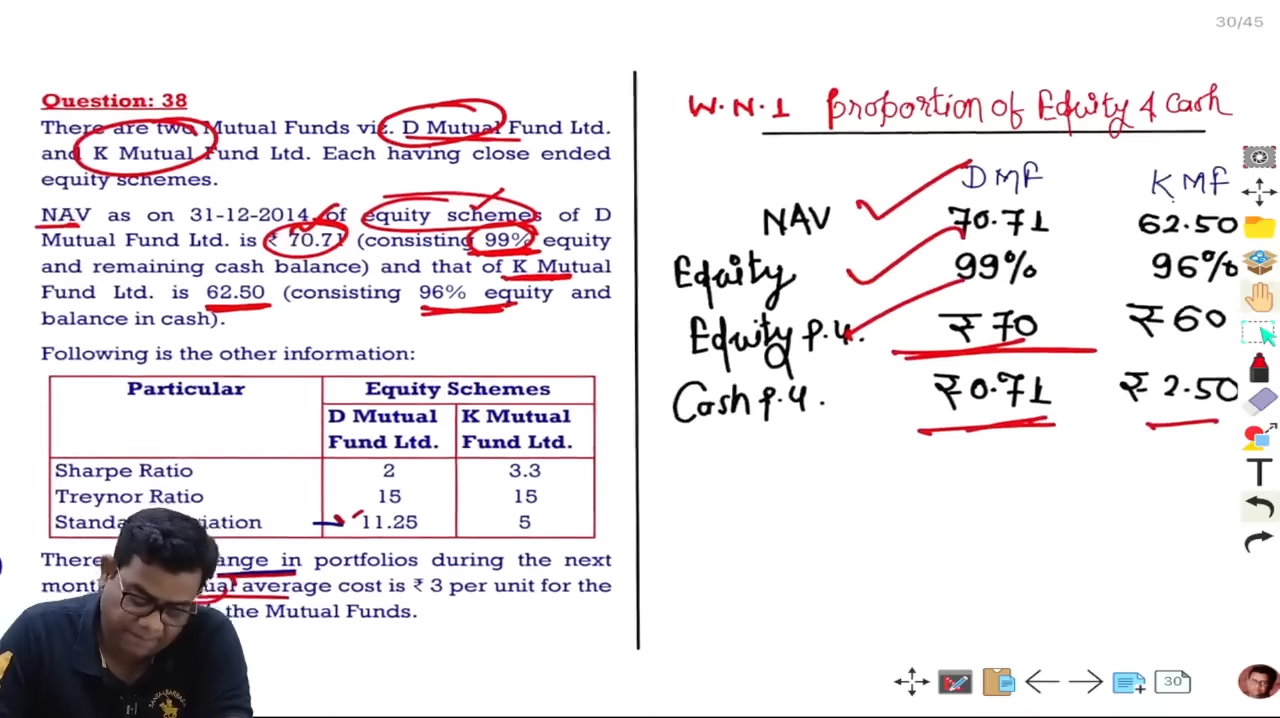 30/45
Question: 38
There are two Mutual Funds viz. D Mutual Fund Ltd.
and K Mutual Fund Ltd. Each having close ended
equity schemes.
NAV as on 31-12-2014 of equity schemes of D
Mutual Fund Ltd. is ₹ 70.71 (consisting 99% equity
and remaining cash balance) and that of K Mutual
Fund Ltd. is 62.50 (consisting 96% equity and
balance in cash).
Following is the other information:
Particular Equity Schemes
D Mutual Fund Ltd. K Mutual Fund Ltd.
Sharpe Ratio 2 3.3
Treynor Ratio 15 15
11.25 5
There in portfolios during the next
average cost is ₹ 3 per unit for the
the Mutual Funds.
W.N.1 Proportion of Equity & Cash
DMF KMF
NAV 70.71 62.50
Equity 99% 96%
Equity P.U. ₹70 ₹60
Cash P.U. ₹0.71 ₹2.50
T
30